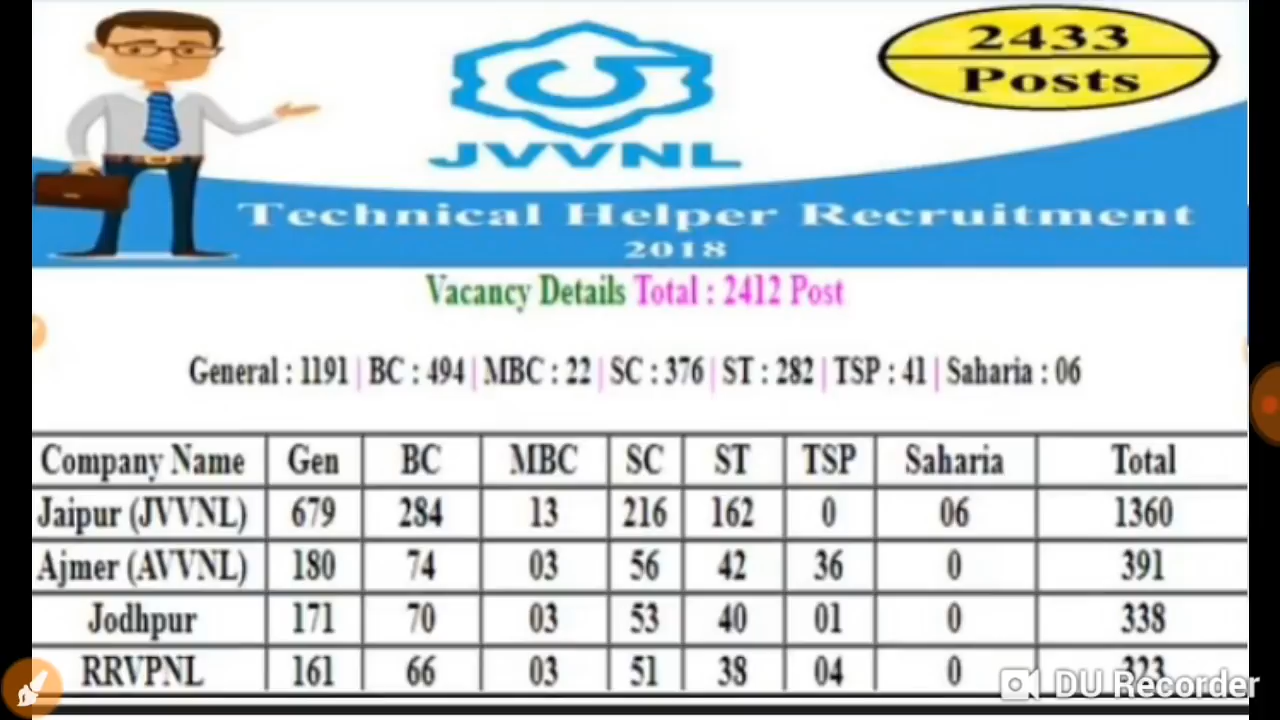 2433
Posts
JVVNL
Technical Helper Recruitment
2018
Vacancy Details Total : 2412 Post
General : 1191 | BC : 494 | MBC : 22 | SC : 376 | ST : 282 | TSP : 41 | Saharia : 06
Company Name Gen BC MBC SC ST TSP Saharia Total
Jaipur (JVVNL) 679 284 13 216 162 0 06 1360
Ajmer (AVVNL) 180 74 03 56 42 36 0 391
Jodhpur 171 70 03 53 40 01 0 338
RRVPNL 161 66 03 51 38 04 0 323
DU Recorder